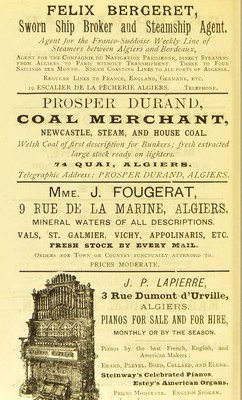 FELIX BERGERET,
Sworn Ship Broker and Steamship Agent.
Agent for the Franco-Suédoise Weekly Line of
Steamers between Algiers and Bordeaux,
AGENT FOR THE COMPAGNIE DE NAVIGATION PARISIENNE, DIRECT STEAMERS
FROM ALGIERS TO PARIS WITHOUT TRANSHIPMENT. THREE TO FOUR
SAILINGS PER MONTH. STEAM COASTING LINES TO ALL PORTS OF ALGERIA.
REGULAR LINES TO FRANCE, ENGLAND, GERMANY, ETC.
19 ESCALIER DE LA PÊCHERIE ALGIERS. TELEPHONE.
PROSPER DURAND,
COAL MERCHANT,
NEWCASTLE, STEAM, AND HOUSE COAL.
Welsh Coal of first description for Bunkers; fresh extracted
large stock ready on lighters.
74 QUAI, ALGIERS.
Telegraphic Address: PROSPER DURAND, ALGIERS.
MME. J. FOUGERAT,
9 RUE DE LA MARINE, ALGIERS.
MINERAL WATERS OF ALL DESCRIPTIONS.
VALS, ST. GALMIER, VICHY, APPOLINARIS, ETC.
FRESH STOCK BY EVERY MAIL.
ORDERS FOR TOWN OR COUNTRY PUNCTUALLY ATTENDED TO.
PRICES MODERATE.
J. P. LAPIERRE,
3 Rue Dumont d'Urville,
ALGIERS.
PIANOS FOR SALE AND FOR HIRE,
MONTHLY OR BY THE SEASON.
Pianos by the best French, English, and
American Makers:
ERARD, PLEYEL, BORD, COLLARD, AND ELCKE.
Steinway's Celebrated Pianos.
Estey's American Organs.
PRICES MODERATE. ENGLISH SPOKEN.